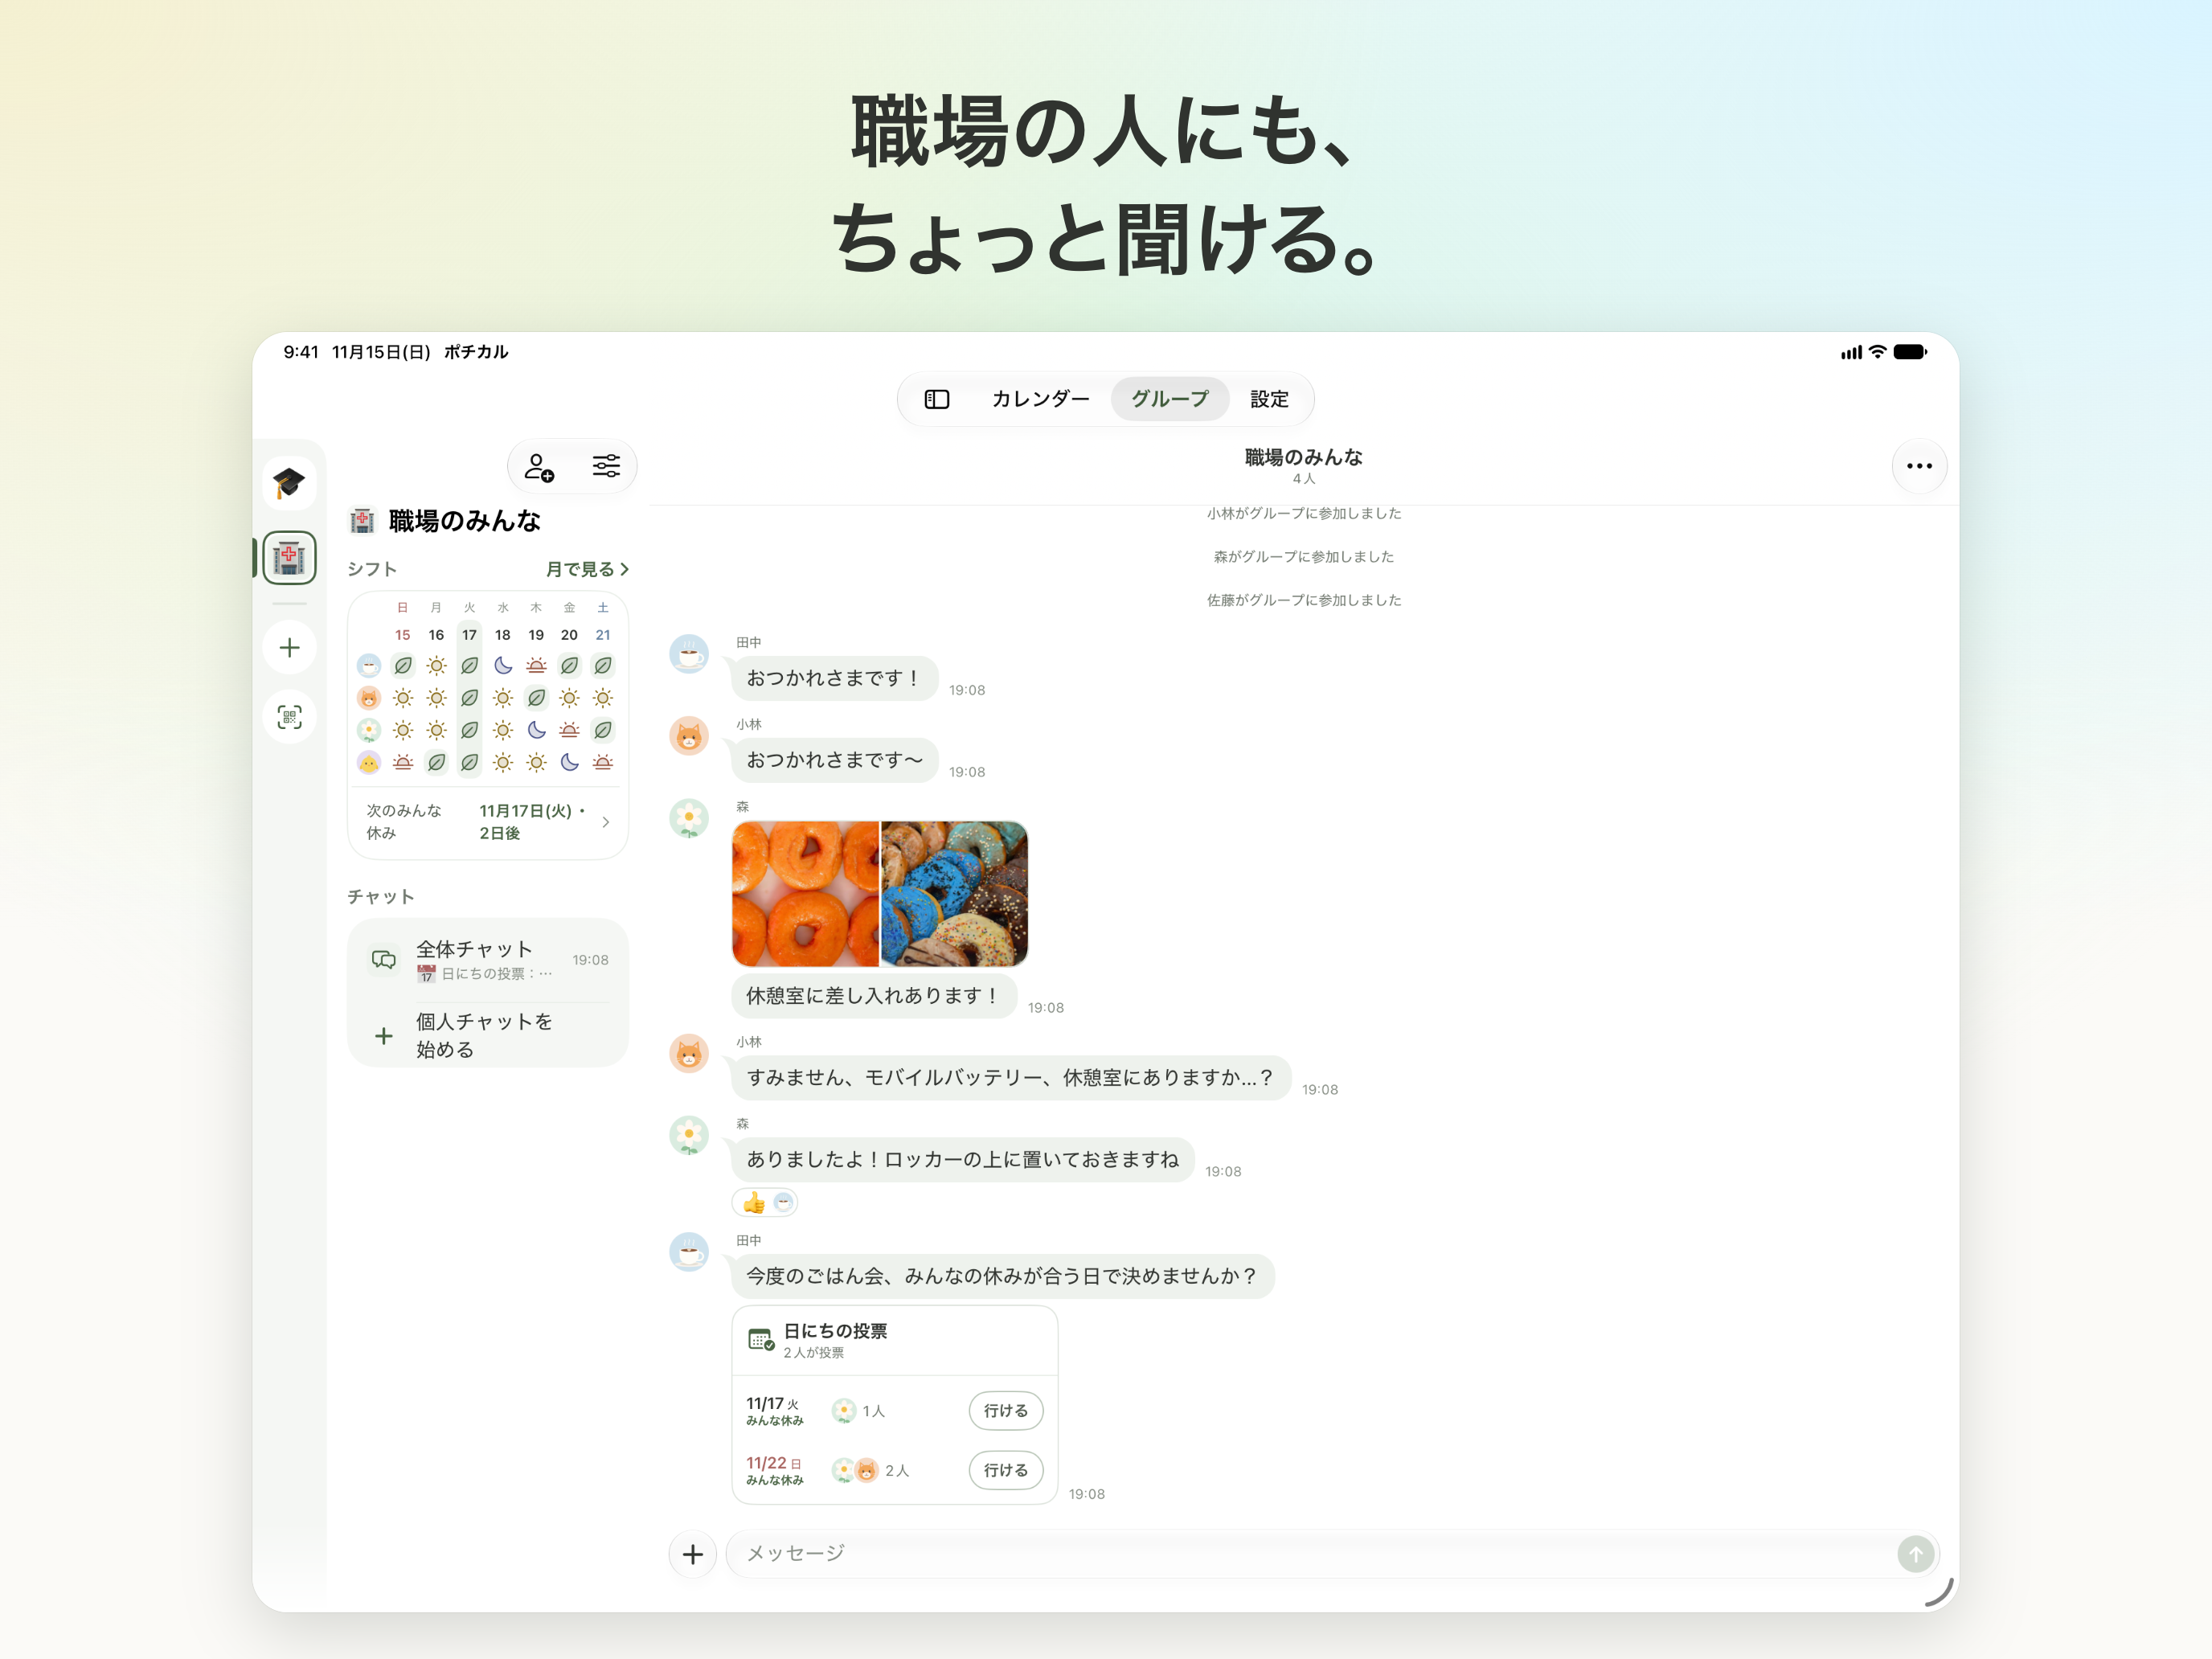 職場の人にも、
ちょっと聞ける。
9:41 11月15日(日) ポチカル
カレンダー グループ 設定
職場のみんな
シフト 月で見る
日 月 火 水 木 金 土
15 16 17 18 19 20 21
次のみんな
休み
11月17日(火)・
2日後
チャット
全体チャット
19:08
17 日にちの投票：…
個人チャットを
始める
職場のみんな
4人
小林がグループに参加しました
森がグループに参加しました
佐藤がグループに参加しました
田中
おつかれさまです！
19:08
小林
おつかれさまです〜
19:08
森
休憩室に差し入れあります！
19:08
小林
すみません、モバイルバッテリー、休憩室にありますか…？
19:08
森
ありましたよ！ロッカーの上に置いておきますね
19:08
田中
今度のごはん会、みんなの休みが合う日で決めませんか？
日にちの投票
2人が投票
11/17 火
みんな休み
1人
行ける
11/22 日
みんな休み
2人
行ける
19:08
メッセージ